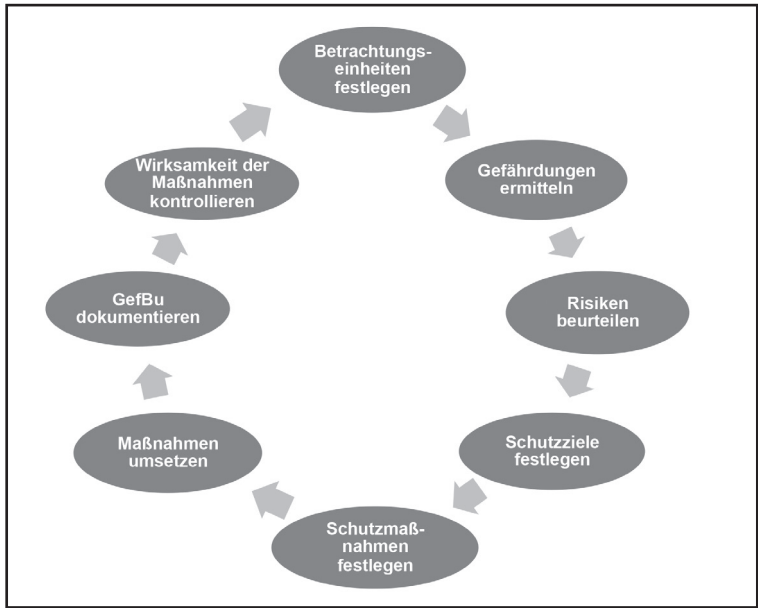 Betrachtungs-
einheiten
festlegen
Gefährdungen
ermitteln
Risiken
beurteilen
Schutzziele
festlegen
Schutzmaß-
nahmen
festlegen
Maßnahmen
umsetzen
GefBu
dokumentieren
Wirksamkeit der
Maßnahmen
kontrollieren